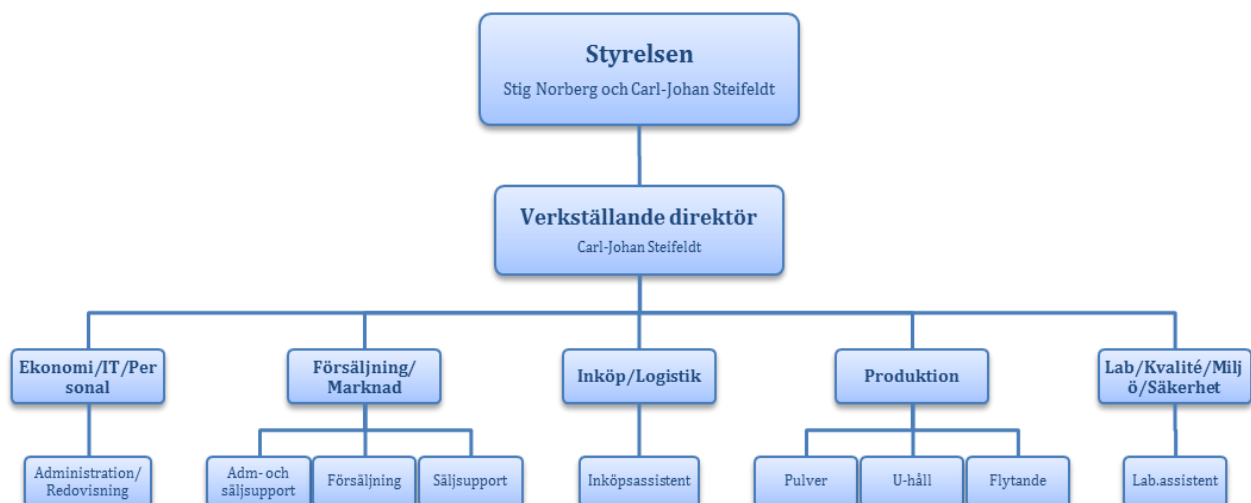 Styrelsen
Stig Norberg och Carl-Johan Steifeldt
Verkställande direktör
Carl-Johan Steifeldt
Ekonomi/IT/Per
sonal
Försäljning/
Marknad
Inköp/Logistik
Produktion
Lab/Kvalité/Milj
ö/Säkerhet
Administration/
Redovisning
Adm- och
säljsupport
Försäljning
Säljsupport
Inköpsassistent
Pulver
U-håll
Flytande
Lab.assistent